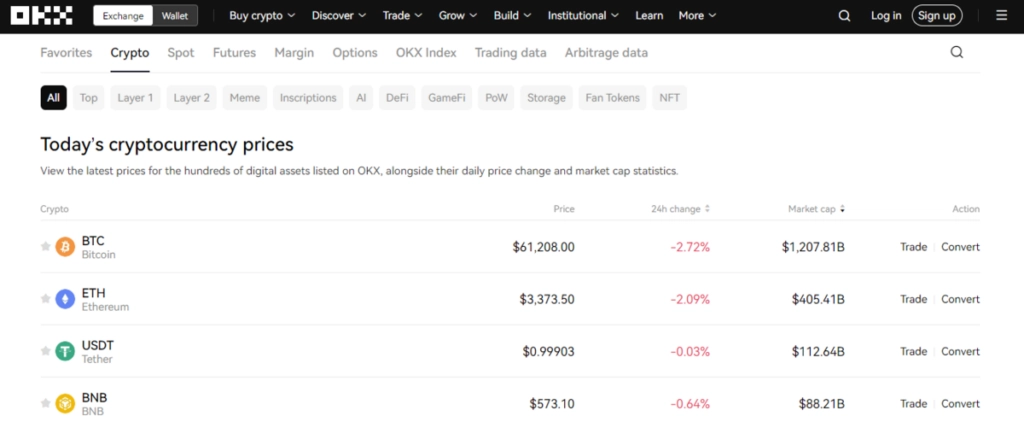 OKX Exchange Wallet Buy crypto Discover Trade Grow Build Institutional Learn More Log in Sign up
Favorites Crypto Spot Futures Margin Options OKX Index Trading data Arbitrage data
All Top Layer 1 Layer 2 Meme Inscriptions AI DeFi GameFi PoW Storage Fan Tokens NFT
Today's cryptocurrency prices
View the latest prices for the hundreds of digital assets listed on OKX, alongside their daily price change and market cap statistics.
Crypto Price 24h change Market cap Action
BTC
Bitcoin
$61,208.00 -2.72% $1,207.81B Trade Convert
ETH
Ethereum
$3,373.50 -2.09% $405.41B Trade Convert
USDT
Tether
$0.99903 -0.03% $112.64B Trade Convert
BNB
BNB
$573.10 -0.64% $88.21B Trade Convert